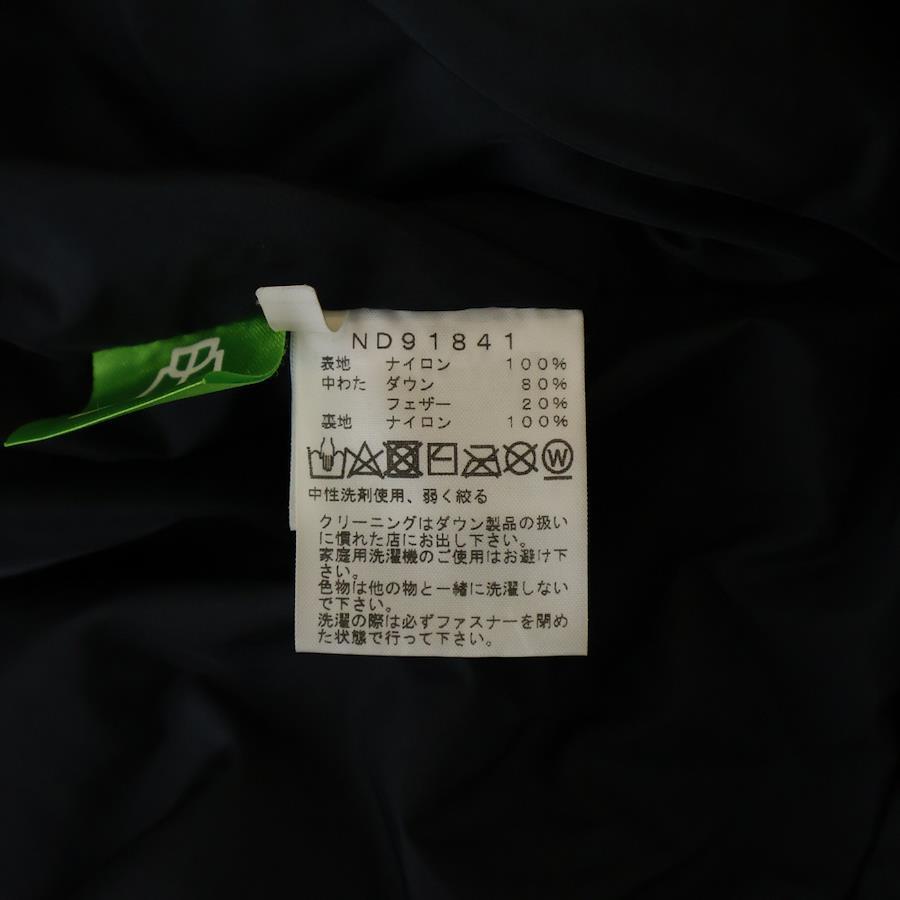 ND91841
表地 ナイロン 100%
中わた ダウン 80%
フェザー 20%
裏地 ナイロン 100%
W
中性洗剤使用、弱く絞る
クリーニングはダウン製品の扱い
に慣れた店にお出し下さい。
家庭用洗濯機のご使用はお避け下
さい。
色物は他の物と一緒に洗濯しない
で下さい。
洗濯の際は必ずファスナーを閉め
た状態で行って下さい。